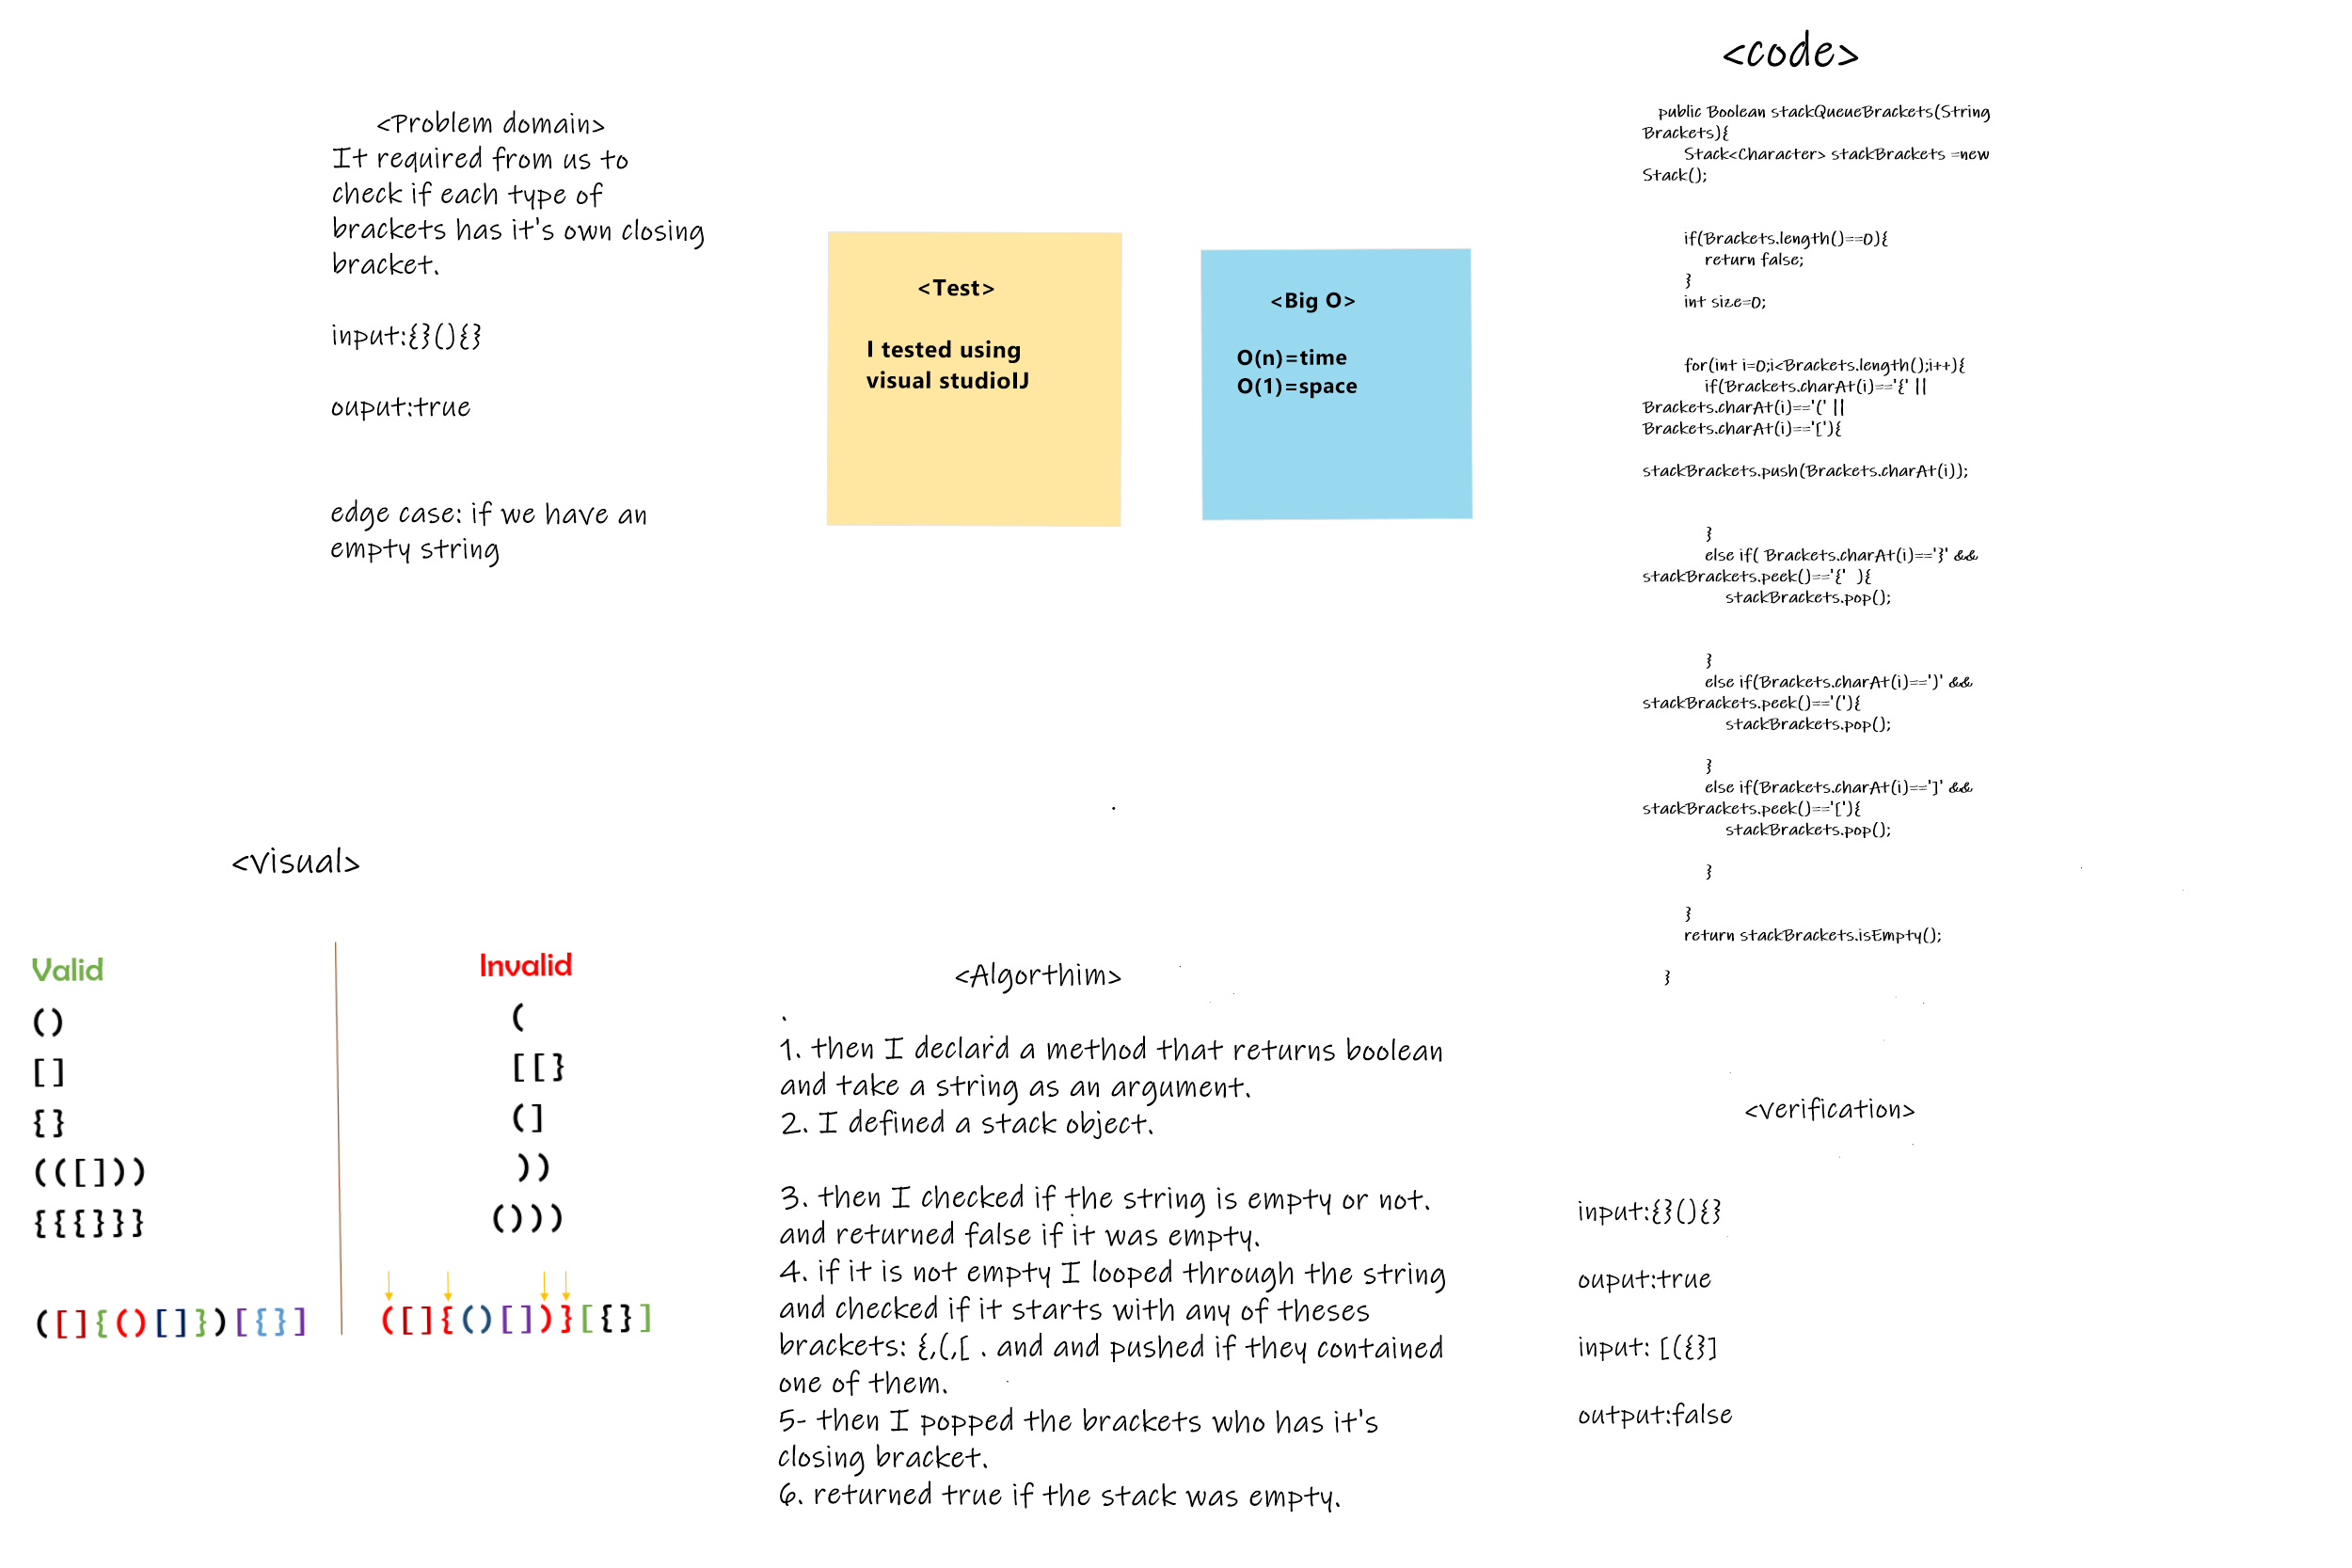 <Problem domain>
It required from us to
check if each type of
brackets has it's own closing
bracket.
input:{}(){}
ouput:true
edge case: if we have an
empty string
<Test>
I tested using
visual studioIJ
<Big O>
O(n)=time
O(1)=space
<code>
public Boolean stackQueueBrackets(String
Brackets){
Stack<Character> stackBrackets =new
Stack();
if(Brackets.length()==0){
return false;
}
int size=0;
for(int i=0;i<Brackets.length();i++){
if(Brackets.charAt(i)=='{' ||
Brackets.charAt(i)=='(' ||
Brackets.charAt(i)=='['){
stackBrackets.push(Brackets.charAt(i));
}
else if( Brackets.charAt(i)=='}' &&
stackBrackets.peek()=='{'  ){
stackBrackets.pop();
}
else if(Brackets.charAt(i)==')' &&
stackBrackets.peek()=='('){
stackBrackets.pop();
}
else if(Brackets.charAt(i)==']' &&
stackBrackets.peek()=='['){
stackBrackets.pop();
}
}
return stackBrackets.isEmpty();
}
<visual>
Valid
()
[]
{}
(([]))
{{{}}}
([]{()[]})[{}]
Invalid
(
[[}
(]
))
()))
([]{()[])}[{}]
<Algorthim>
.
1. then I declard a method that returns boolean
and take a string as an argument.
2. I defined a stack object.
3. then I checked if the string is empty or not.
and returned false if it was empty.
4. if it is not empty I looped through the string
and checked if it starts with any of theses
brackets: {,(,[ . and and pushed if they contained
one of them.
5- then I popped the brackets who has it's
closing bracket.
6. returned true if the stack was empty.
<verification>
input:{}(){}
ouput:true
input: [({}]
output:false